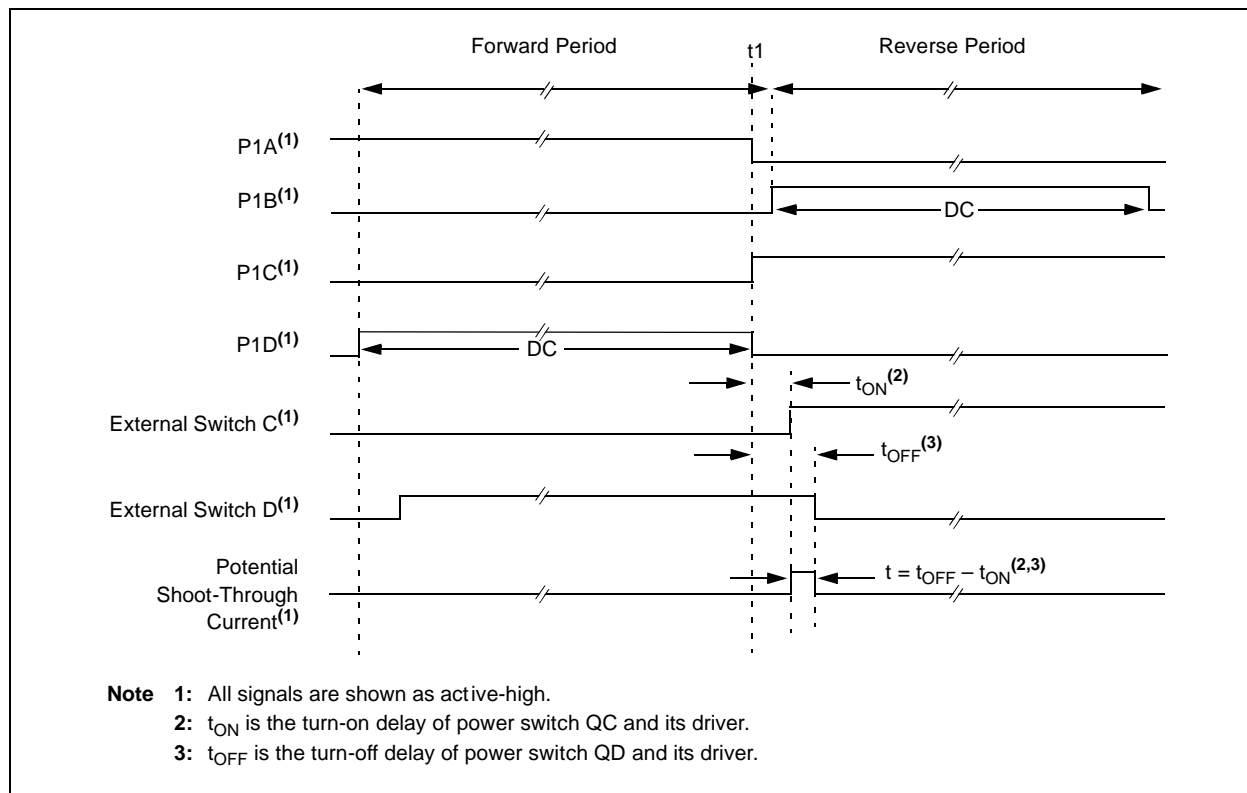 Forward Period
t1
Reverse Period
P1A(1)
P1B(1)
DC
P1C(1)
P1D(1)
DC
tON(2)
External Switch C(1)
tOFF(3)
External Switch D(1)
Potential
Shoot-Through
Current(1)
t = tOFF – tON(2,3)
Note 1: All signals are shown as active-high.
2: tON is the turn-on delay of power switch QC and its driver.
3: tOFF is the turn-off delay of power switch QD and its driver.